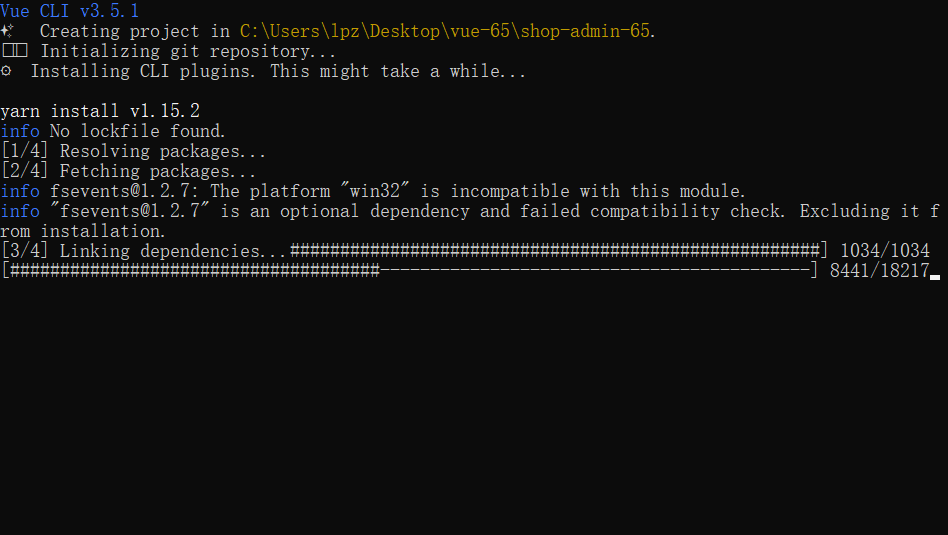 Vue CLI v3.5.1
✨  Creating project in C:\Users\lpz\Desktop\vue-65\shop-admin-65.
□□ Initializing git repository...
⚙  Installing CLI plugins. This might take a while...
yarn install v1.15.2
info No lockfile found.
[1/4] Resolving packages...
[2/4] Fetching packages...
info fsevents@1.2.7: The platform "win32" is incompatible with this module.
info "fsevents@1.2.7" is an optional dependency and failed compatibility check. Excluding it f
rom installation.
[3/4] Linking dependencies...#####################################################] 1034/1034
[#####################################-------------------------------------------] 8441/18217